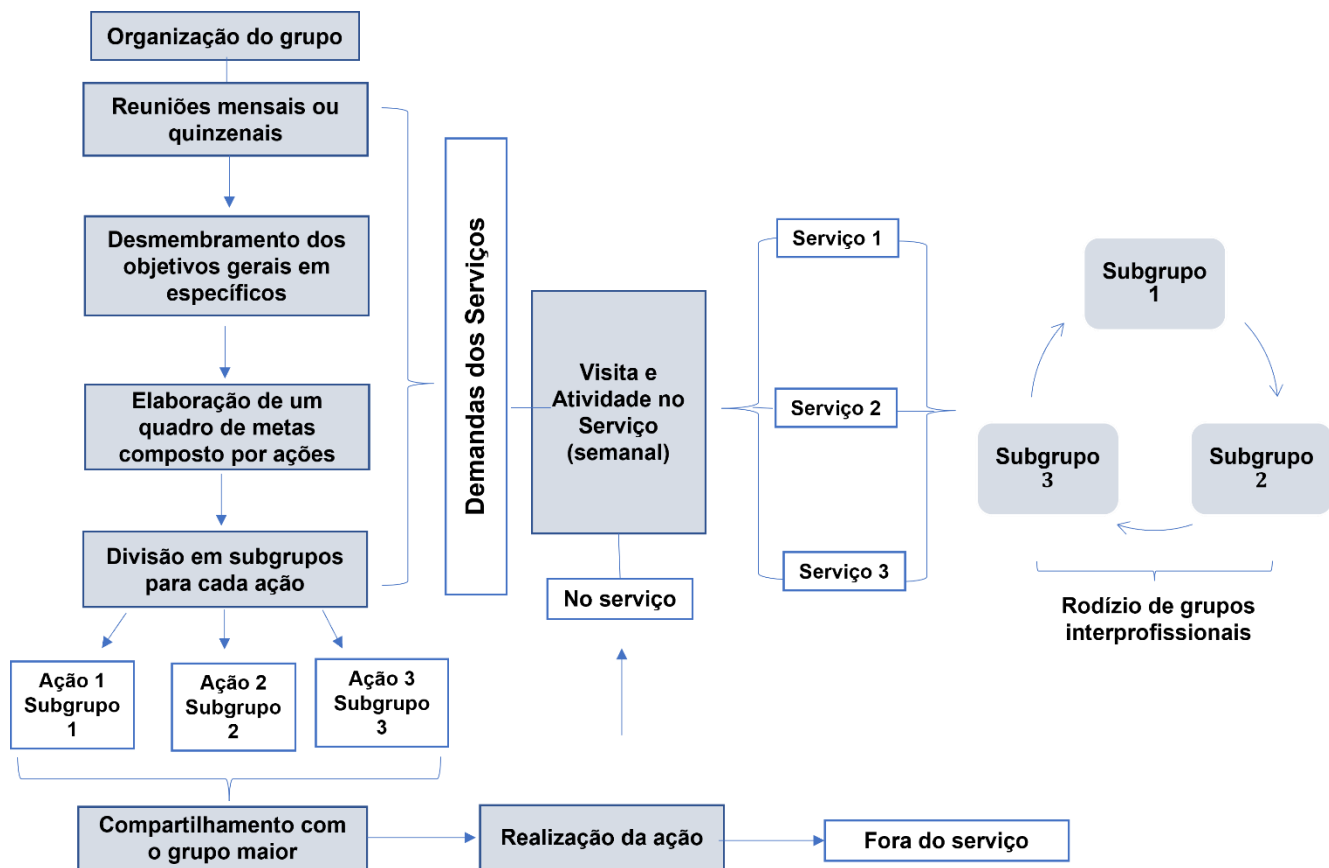 Organização do grupo
Reuniões mensais ou
quinzenais
Desmembramento dos
objetivos gerais em
específicos
Elaboração de um
quadro de metas
composto por ações
Divisão em subgrupos
para cada ação
Ação 1
Subgrupo
1
Ação 2
Subgrupo
2
Ação 3
Subgrupo
3
Compartilhamento com
o grupo maior
Realização da ação
Fora do serviço
No serviço
Demandas dos Serviços
Visita e
Atividade no
Serviço
(semanal)
Serviço 1
Serviço 2
Serviço 3
Subgrupo
1
Subgrupo
2
Subgrupo
3
Rodízio de grupos
interprofissionais